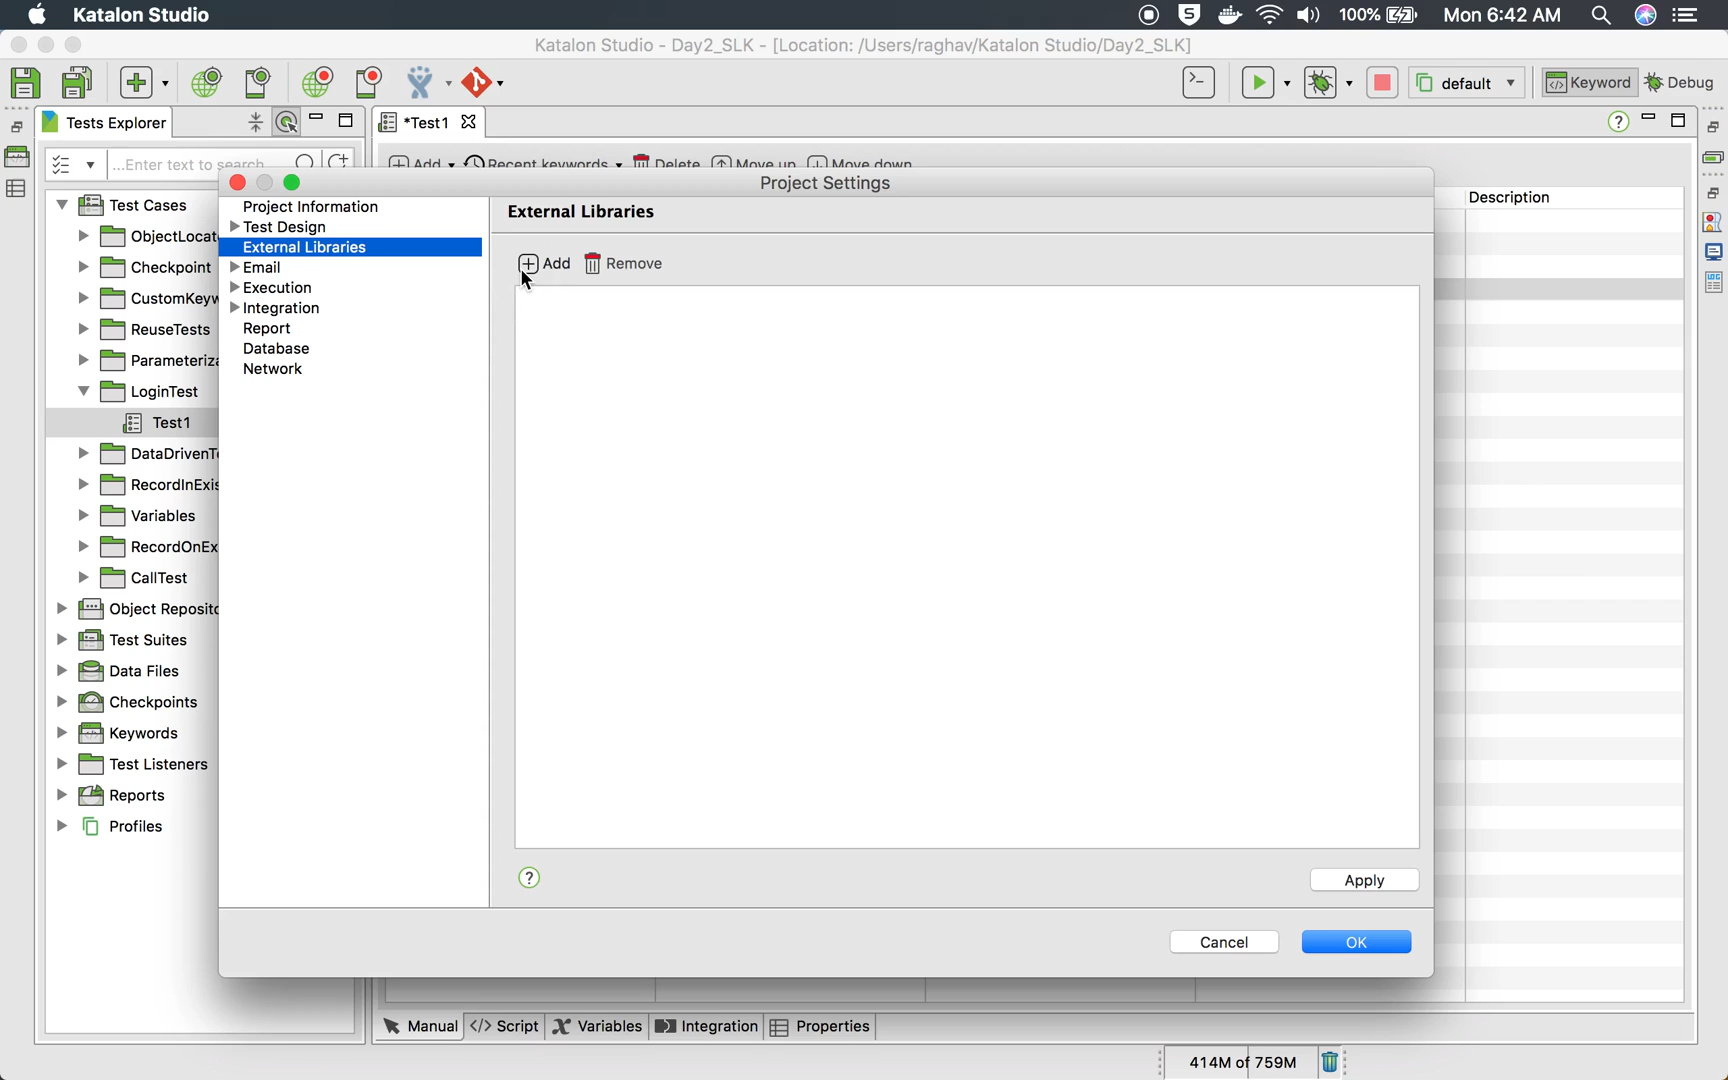 Katalon Studio
100%
Mon 6:42 AM
Katalon Studio - Day2_SLK - [Location: /Users/raghav/Katalon Studio/Day2_SLK]
default
Keyword
Debug
Tests Explorer
*Test1
...Enter text to search
Add
Recent keywords
Delete
Move up
Move down
Description
Test Cases
ObjectLocat
Checkpoint
CustomKeyw
ReuseTests
Parameteriza
LoginTest
Test1
DataDrivenTe
RecordInExis
Variables
RecordOnEx
CallTest
Object Reposito
Test Suites
Data Files
Checkpoints
Keywords
Test Listeners
Reports
Profiles
Project Settings
Project Information
Test Design
External Libraries
Email
Execution
Integration
Report
Database
Network
External Libraries
Add
Remove
Apply
Cancel
OK
Manual
Script
Variables
Integration
Properties
414M of 759M